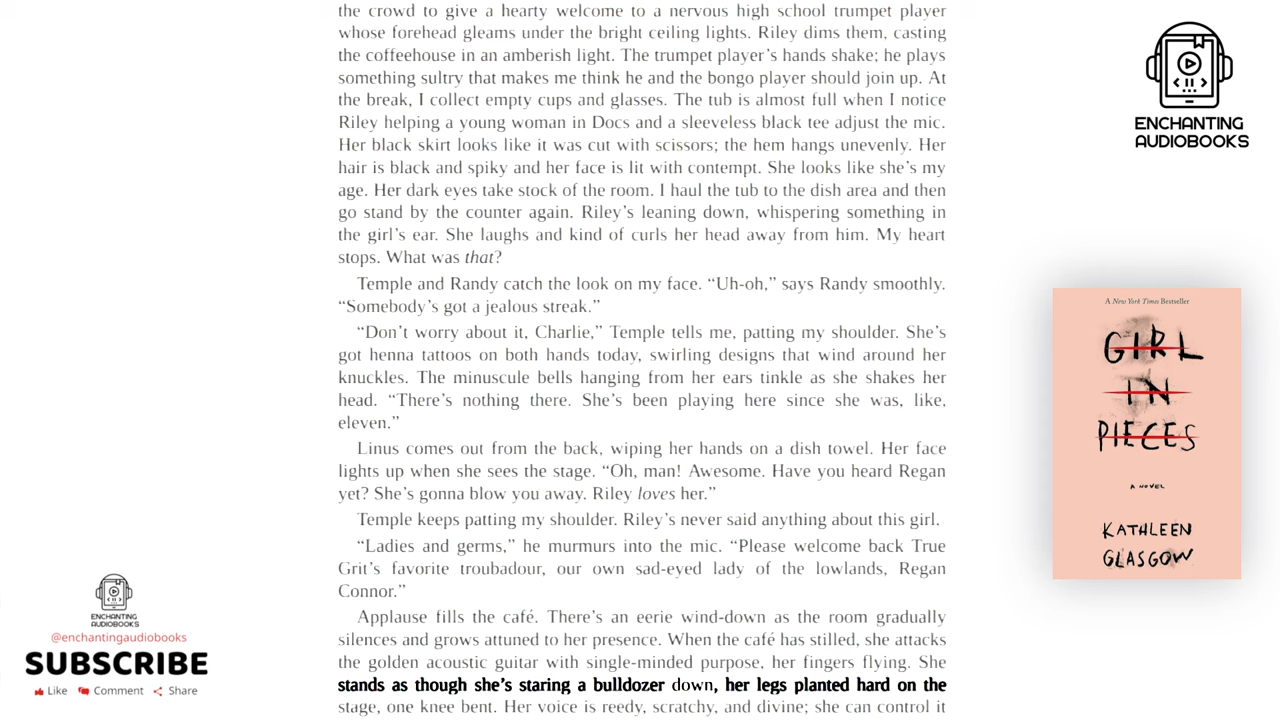 the crowd to give a hearty welcome to a nervous high school trumpet player
whose forehead gleams under the bright ceiling lights. Riley dims them, casting
the coffeehouse in an amberish light. The trumpet player’s hands shake; he plays
something sultry that makes me think he and the bongo player should join up. At
the break, I collect empty cups and glasses. The tub is almost full when I notice
Riley helping a young woman in Docs and a sleeveless black tee adjust the mic.
Her black skirt looks like it was cut with scissors; the hem hangs unevenly. Her
hair is black and spiky and her face is lit with contempt. She looks like she’s my
age. Her dark eyes take stock of the room. I haul the tub to the dish area and then
go stand by the counter again. Riley’s leaning down, whispering something in
the girl’s ear. She laughs and kind of curls her head away from him. My heart
stops. What was that?
Temple and Randy catch the look on my face. “Uh-oh,” says Randy smoothly.
“Somebody’s got a jealous streak.”
“Don’t worry about it, Charlie,” Temple tells me, patting my shoulder. She’s
got henna tattoos on both hands today, swirling designs that wind around her
knuckles. The minuscule bells hanging from her ears tinkle as she shakes her
head. “There’s nothing there. She’s been playing here since she was, like,
eleven.”
Linus comes out from the back, wiping her hands on a dish towel. Her face
lights up when she sees the stage. “Oh, man! Awesome. Have you heard Regan
yet? She’s gonna blow you away. Riley loves her.”
Temple keeps patting my shoulder. Riley’s never said anything about this girl.
“Ladies and germs,” he murmurs into the mic. “Please welcome back True
Grit’s favorite troubadour, our own sad-eyed lady of the lowlands, Regan
Connor.”
Applause fills the café. There’s an eerie wind-down as the room gradually
silences and grows attuned to her presence. When the café has stilled, she attacks
the golden acoustic guitar with single-minded purpose, her fingers flying. She
stands as though she’s staring a bulldozer down, her legs planted hard on the
stage, one knee bent. Her voice is reedy, scratchy, and divine; she can control it
ENCHANTING
AUDIOBOOKS
A New York Times Bestseller
GIRL
IN
PIECES
A NOVEL
KATHLEEN
GLASGOW
ENCHANTING
AUDIOBOOKS
@enchantingaudiobooks
SUBSCRIBE
Like Comment Share